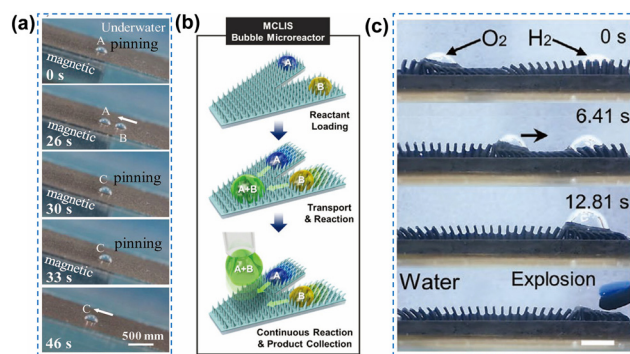 (a)
Underwater
A
pinning
magnetic
0 s
A
B
magnetic
26 s
pinning
C
magnetic
30 s
pinning
C
magnetic
33 s
C
46 s
500 mm
(b)
MCLIS
Bubble Microreactor
A
B
Reactant
Loading
A
A+B
B
Transport
& Reaction
A+B
A
B
Continuous Reaction
& Product Collection
(c)
O2
H2
0 s
6.41 s
12.81 s
Water
Explosion